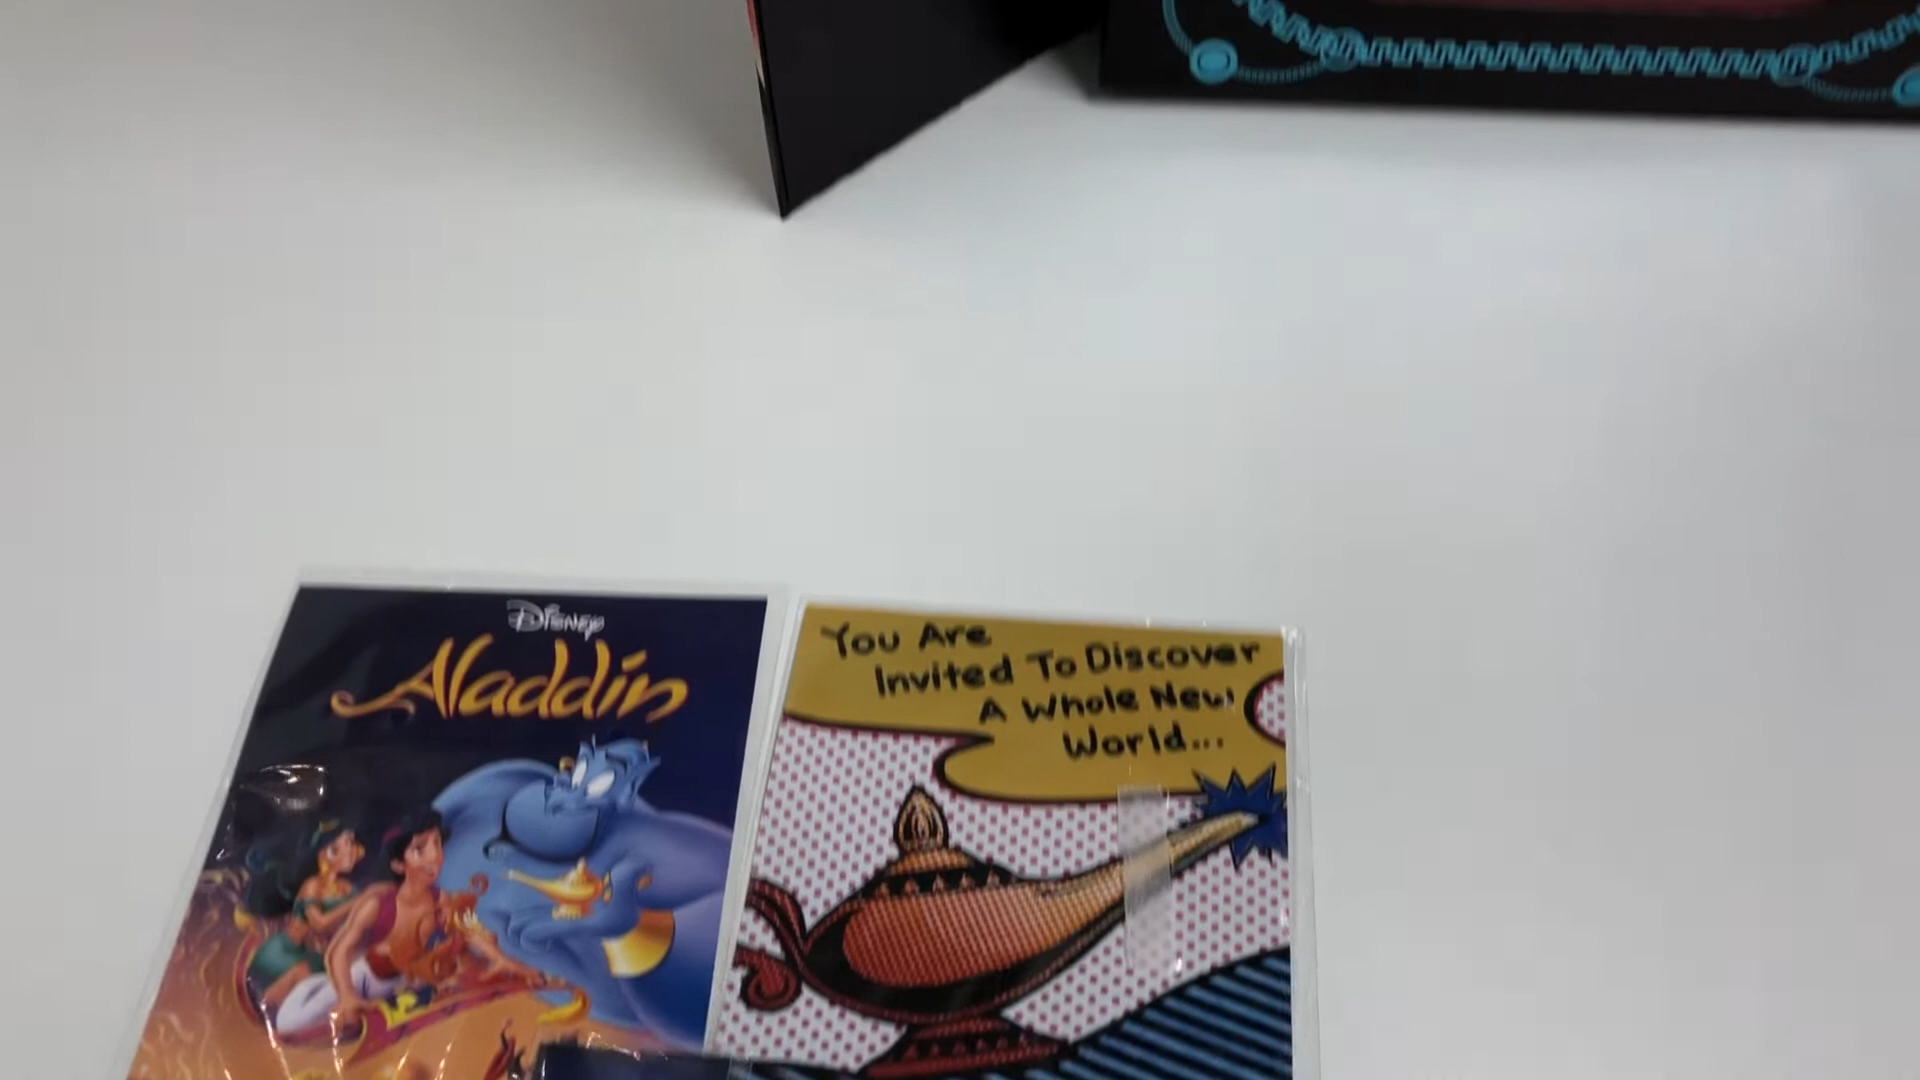 Disney
Aladdin
You Are
Invited To Discover
A Whole New
World...